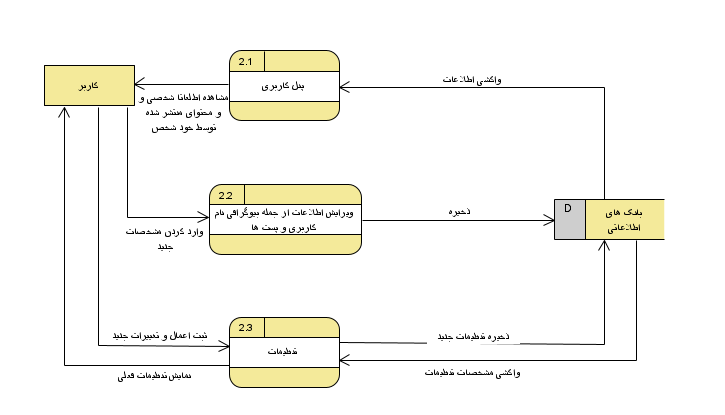 2.1
پنل کاربری
واکشی اطلاعات
کاربر
مشاهده اطلاعات شخصی و
و محتوای منتشر شده
توسط خود شخص
2.2
ویرایش اطلاعات از جمله بیوگرافی نام
کاربری و پست ها
ذخیره
D
بانک های
اطلاعاتی
وارد کردن مشخصات
جدید
2.3
تنظیمات
ثبت اعمال و تغییرات جدید
ذخیره تنظیمات جدید
نمایش تنظیمات قبلی
واکشی مشخصات تنظیمات